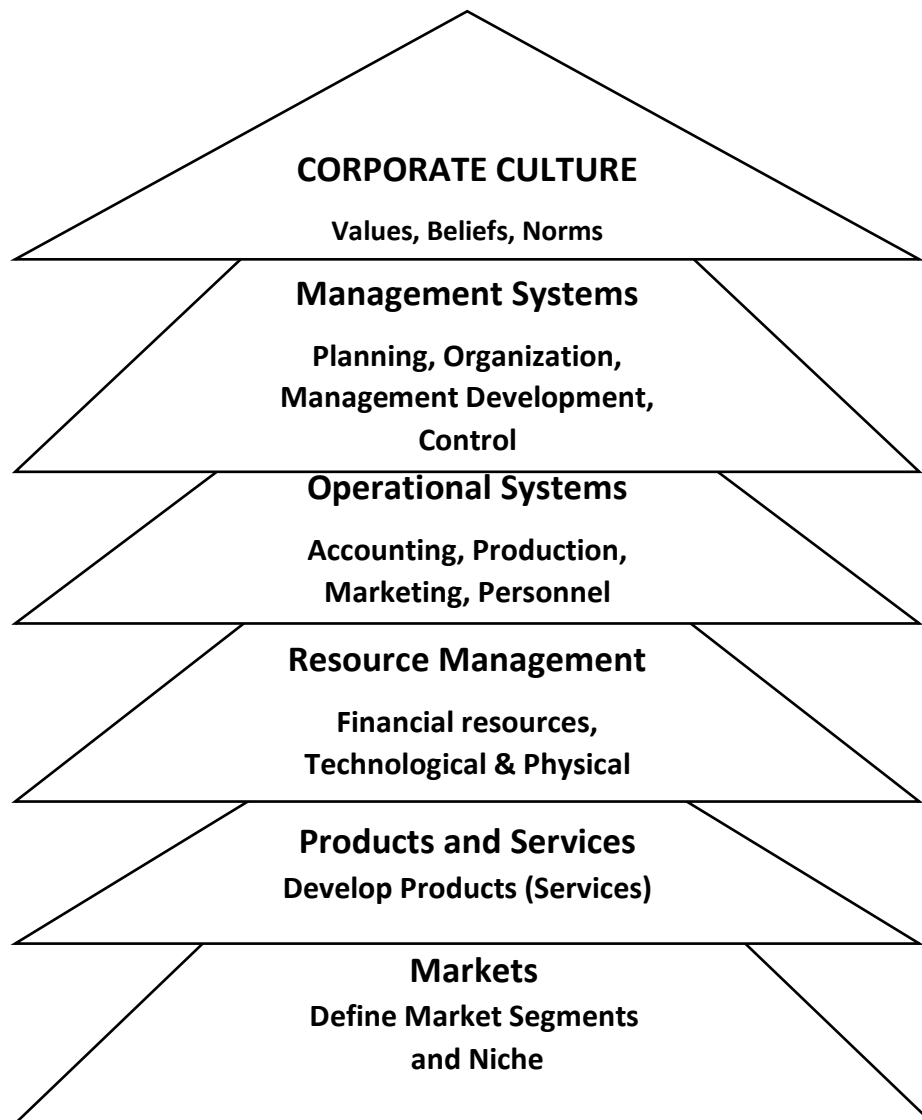 CORPORATE CULTURE
Values, Beliefs, Norms
Management Systems
Planning, Organization,
Management Development,
Control
Operational Systems
Accounting, Production,
Marketing, Personnel
Resource Management
Financial resources,
Technological & Physical
Products and Services
Develop Products (Services)
Markets
Define Market Segments
and Niche